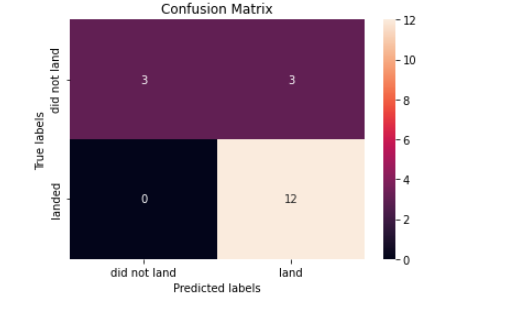 Confusion Matrix
True labels
did not land
landed
3 3
0 12
did not land land
Predicted labels
12
10
8
6
4
2
0